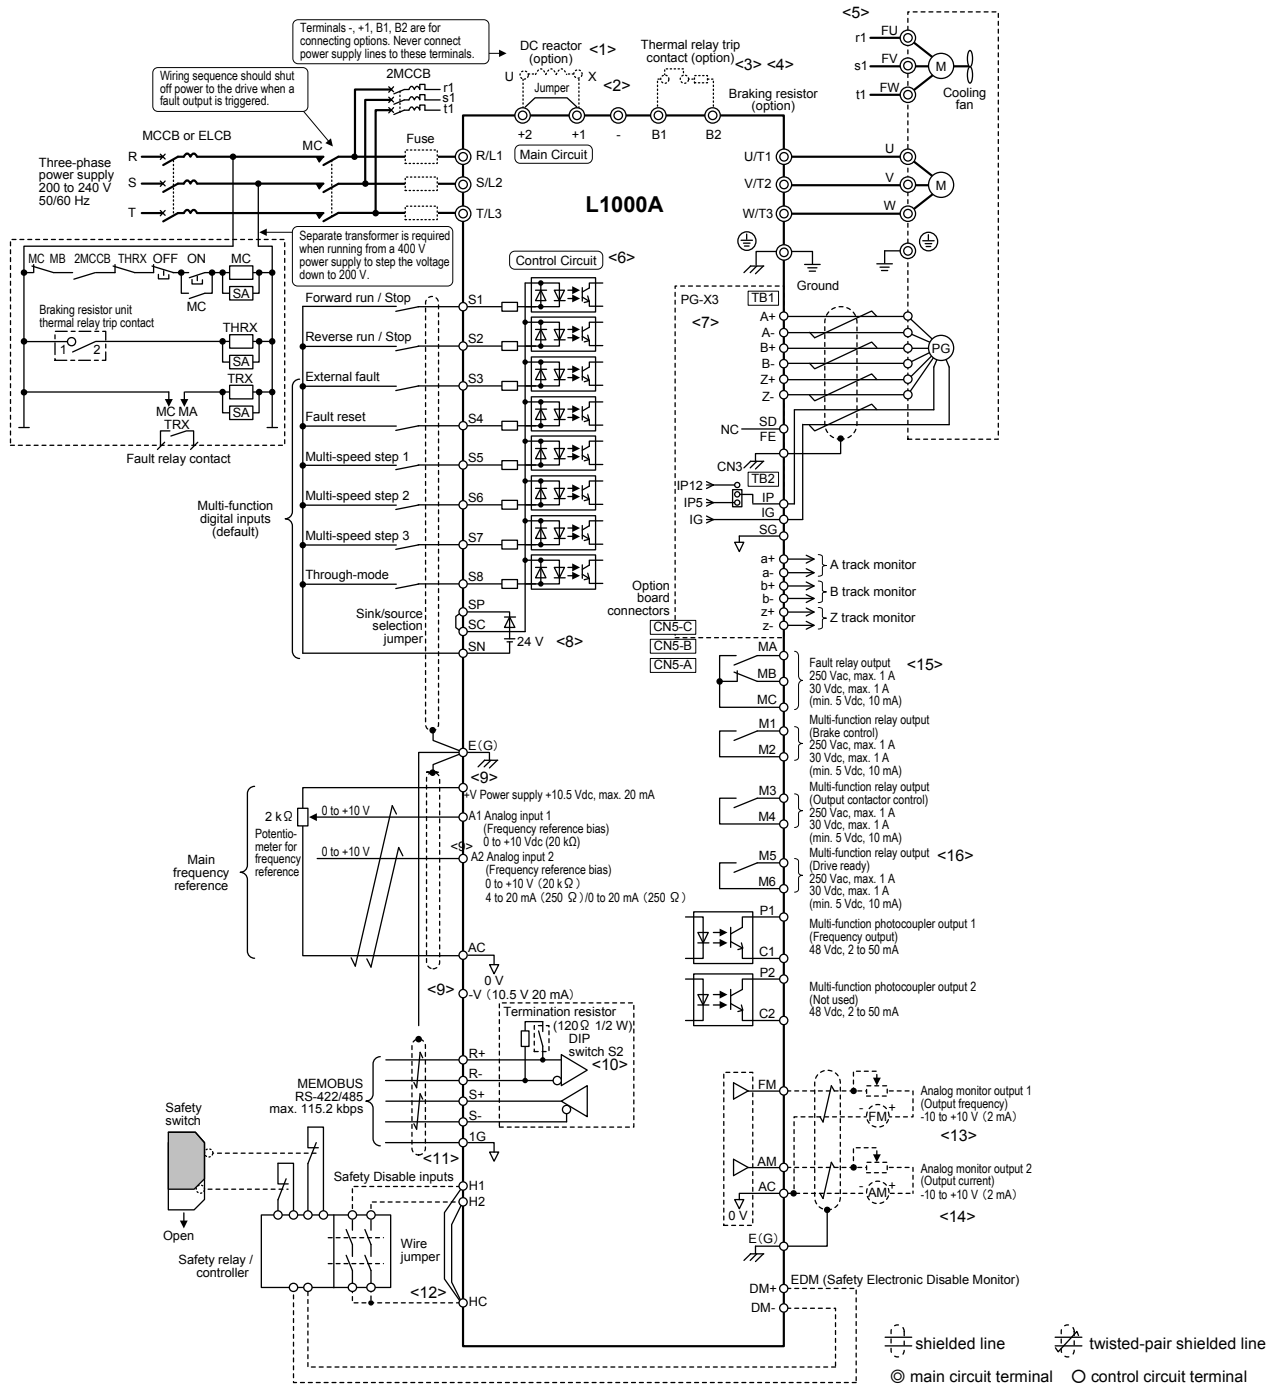 Terminals -, +1, B1, B2 are for
connecting options. Never connect
power supply lines to these terminals.
Wiring sequence should shut
off power to the drive when a
fault output is triggered.
DC reactor
(option)
<1>
U
X
Jumper
<2>
Thermal relay trip
contact (option)
<3> <4>
Braking resistor
(option)
<5>
r1
FU
s1
FV
t1
FW
M
Cooling
fan
2MCCB
r1
s1
t1
+2
+1
-
B1
B2
MCCB or ELCB
MC
Fuse
Main Circuit
Three-phase
power supply
200 to 240 V
50/60 Hz
R
S
T
R/L1
S/L2
T/L3
L1000A
U/T1
V/T2
W/T3
U
V
W
M
Ground
Separate transformer is required
when running from a 400 V
power supply to step the voltage
down to 200 V.
MC MB
2MCCB
THRX
OFF
ON
MC
SA
MC
Braking resistor unit
thermal relay trip contact
1
2
THRX
SA
TRX
SA
MC MA
TRX
Fault relay contact
Control Circuit
<6>
Forward run / Stop
S1
Reverse run / Stop
S2
External fault
S3
Fault reset
S4
Multi-speed step 1
S5
Multi-speed step 2
S6
Multi-speed step 3
S7
Through-mode
S8
Multi-function
digital inputs
(default)
Sink/source
selection
jumper
SP
SC
SN
24 V
<8>
PG-X3
<7>
TB1
A+
A-
B+
B-
Z+
Z-
PG
NC
SD
FE
CN3
TB2
IP12
IP5
IG
IP
IG
SG
a+
a-
A track monitor
b+
b-
B track monitor
z+
z-
Z track monitor
Option
board
connectors
CN5-C
CN5-B
CN5-A
MA
MB
MC
Fault relay output
250 Vac, max. 1 A
30 Vdc, max. 1 A
(min. 5 Vdc, 10 mA)
<15>
M1
M2
Multi-function relay output
(Brake control)
250 Vac, max. 1 A
30 Vdc, max. 1 A
(min. 5 Vdc, 10 mA)
M3
M4
Multi-function relay output
(Output contactor control)
250 Vac, max. 1 A
30 Vdc, max. 1 A
(min. 5 Vdc, 10 mA)
M5
M6
Multi-function relay output
(Drive ready)
250 Vac, max. 1 A
30 Vdc, max. 1 A
(min. 5 Vdc, 10 mA)
<16>
P1
C1
Multi-function photocoupler output 1
(Frequency output)
48 Vdc, 2 to 50 mA
P2
C2
Multi-function photocoupler output 2
(Not used)
48 Vdc, 2 to 50 mA
E(G)
<9>
+V Power supply +10.5 Vdc, max. 20 mA
2 kΩ
Potentio-
meter for
frequency
reference
Main
frequency
reference
0 to +10 V
A1 Analog input 1
(Frequency reference bias)
0 to +10 Vdc (20 kΩ)
<9>
0 to +10 V
A2 Analog input 2
(Frequency reference bias)
0 to +10 V (20 kΩ)
4 to 20 mA (250 Ω)/0 to 20 mA (250 Ω)
AC
0 V
<9>
-V (10.5 V 20 mA)
Termination resistor
(120Ω 1/2 W)
DIP
switch S2
<10>
MEMOBUS
RS-422/485
max. 115.2 kbps
R+
R-
S+
S-
1G
<11>
Safety
switch
Open
Safety relay /
controller
Safety Disable inputs
H1
H2
Wire
jumper
<12>
HC
FM
Analog monitor output 1
(Output frequency)
-10 to +10 V (2 mA)
- FM +
<13>
AM
AC
0 V
Analog monitor output 2
(Output current)
-10 to +10 V (2 mA)
- AM +
<14>
E(G)
DM+
DM-
EDM (Safety Electronic Disable Monitor)
shielded line
twisted-pair shielded line
main circuit terminal
control circuit terminal